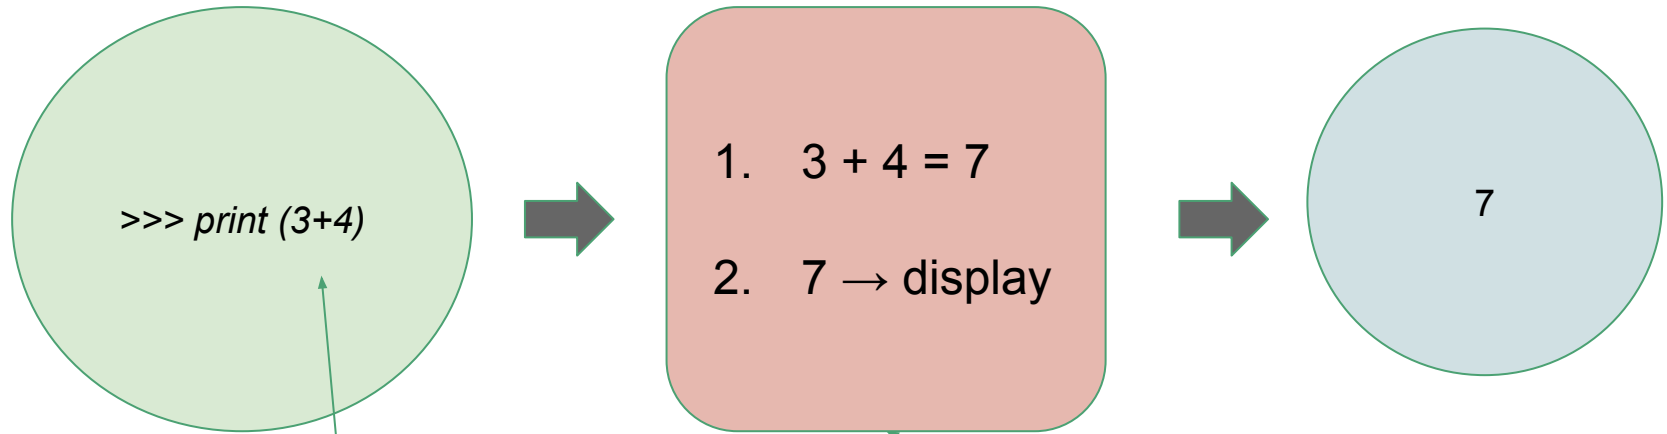 >>> print (3+4)
1. 3 + 4 = 7
2. 7 → display
7